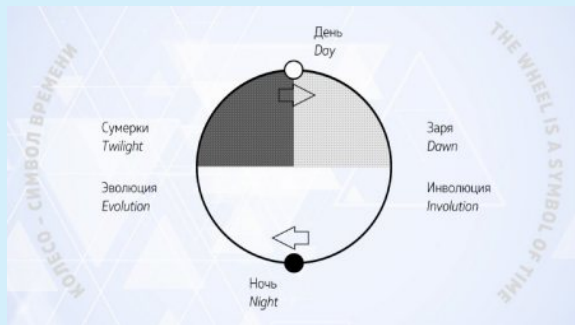 День
Day
КОЛЕСО – СИМВОЛ ВРЕМЕНИ
THE WHEEL IS A SYMBOL OF TIME
Сумерки
Twilight
Заря
Dawn
Эволюция
Evolution
Инволюция
Involution
Ночь
Night